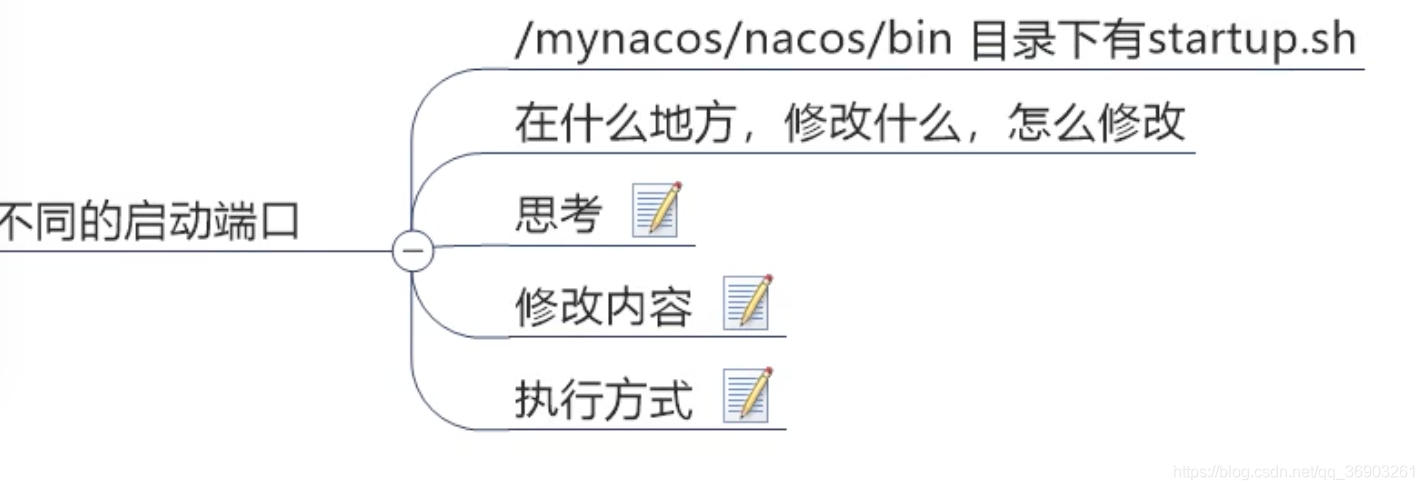 /mynacos/nacos/bin 目录下有startup.sh
在什么地方，修改什么，怎么修改
思考
不同的启动端口
修改内容
执行方式
https://blog.csdn.net/qq_36903261